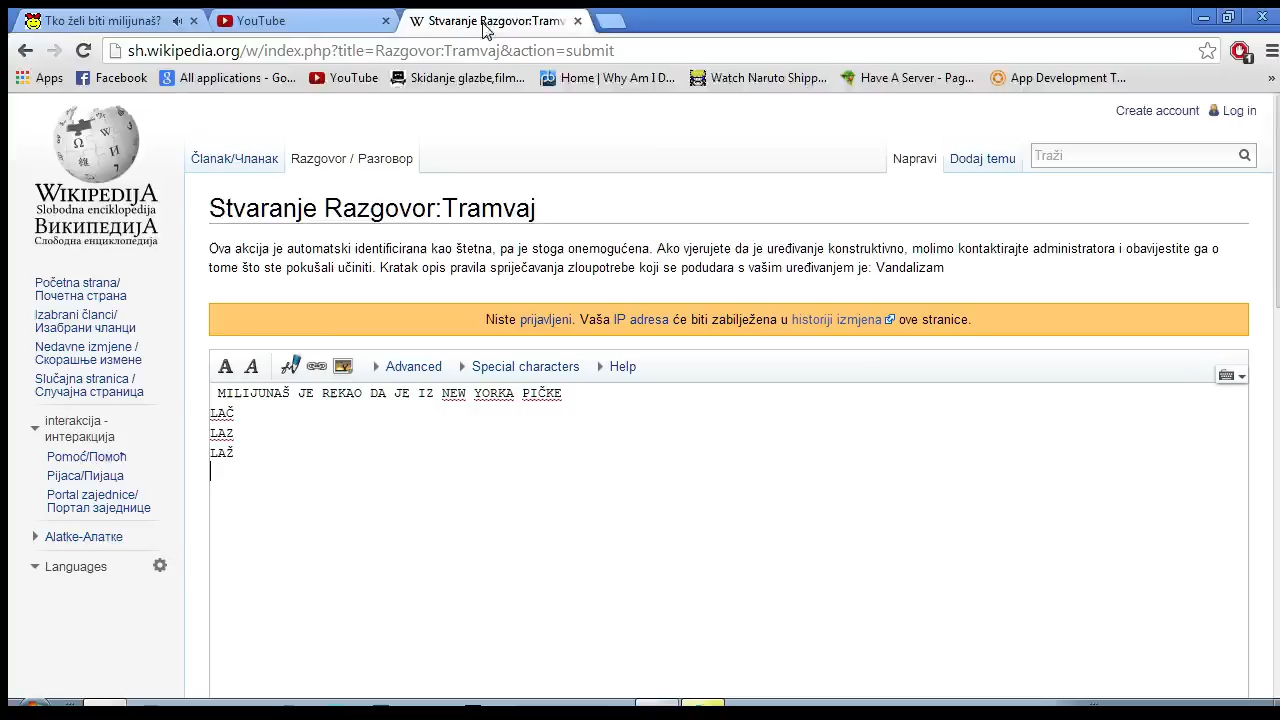 Tko želi biti milijunaš?
YouTube
Stvaranje Razgovor:Tramv
sh.wikipedia.org/w/index.php?title=Razgovor:Tramvaj&action=submit
Apps
Facebook
All applications - Go...
YouTube
Skidanje glazbe,film...
Home | Why Am I D...
Watch Naruto Shipp...
Have A Server - Pag...
App Development T...
»
Create account
Log in
WIKIPEDIJA
Slobodna enciklopedija
ВИКИПЕДИЈА
Слободна енциклопедија
Članak/Чланак
Razgovor / Разговор
Napravi
Dodaj temu
Traži
Stvaranje Razgovor:Tramvaj
Ova akcija je automatski identificirana kao štetna, pa je stoga onemogućena. Ako vjerujete da je uređivanje konstruktivno, molimo kontaktirajte administratora i obavijestite ga o
tome što ste pokušali učiniti. Kratak opis pravila spriječavanja zloupotrebe koji se podudara s vašim uređivanjem je: Vandalizam
Niste prijavljeni. Vaša IP adresa će biti zabilježena u historiji izmjena ove stranice.
Početna strana/
Почетна страна
Izabrani članci/
Изабрани чланци
Nedavne izmjene /
Скорашње измене
Slučajna stranica /
Случајна страница
interakcija -
интеракција
Pomoć/Помоћ
Pijaca/Пијаца
Portal zajednice/
Портал заједнице
Alatke-Алатке
Languages
A A Advanced Special characters Help
MILIJUNAŠ JE REKAO DA JE IZ NEW YORKA PIČKE
LAČ
LAZ
LAŽ